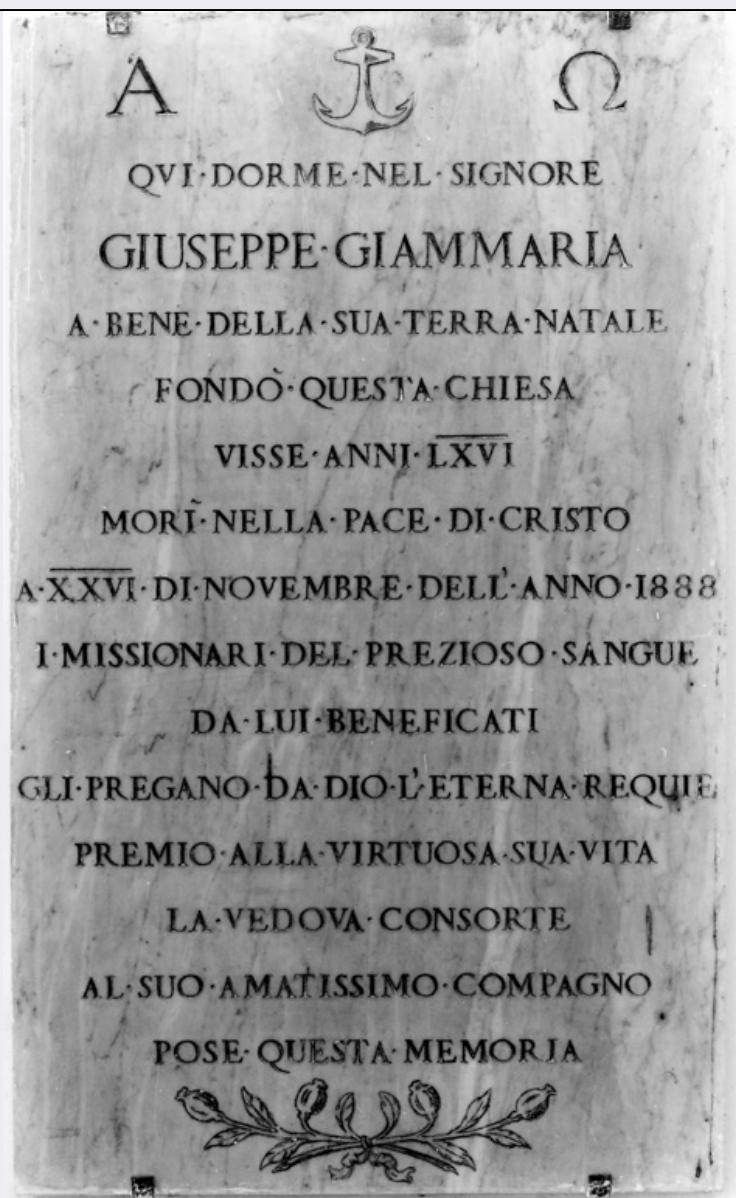 A Ω
QVI·DORME·NEL·SIGNORE
GIUSEPPE·GIAMMARIA
A·BENE·DELLA·SUA·TERRA·NATALE
FONDÒ·QUESTA·CHIESA
VISSE·ANNI·L̅X̅V̅I̅
MORÌ·NELLA·PACE·DI·CRISTO
A·X̅X̅V̅I̅·DI·NOVEMBRE·DELL'·ANNO·1888
I·MISSIONARI·DEL·PREZIOSO·SANGUE
DA·LUI·BENEFICATI
GLI·PREGANO·DA·DIO·L'ETERNA·REQUIE
PREMIO·ALLA·VIRTUOSA·SUA·VITA
LA·VEDOVA·CONSORTE
AL·SUO·AMATISSIMO·COMPAGNO
POSE·QUESTA·MEMORIA